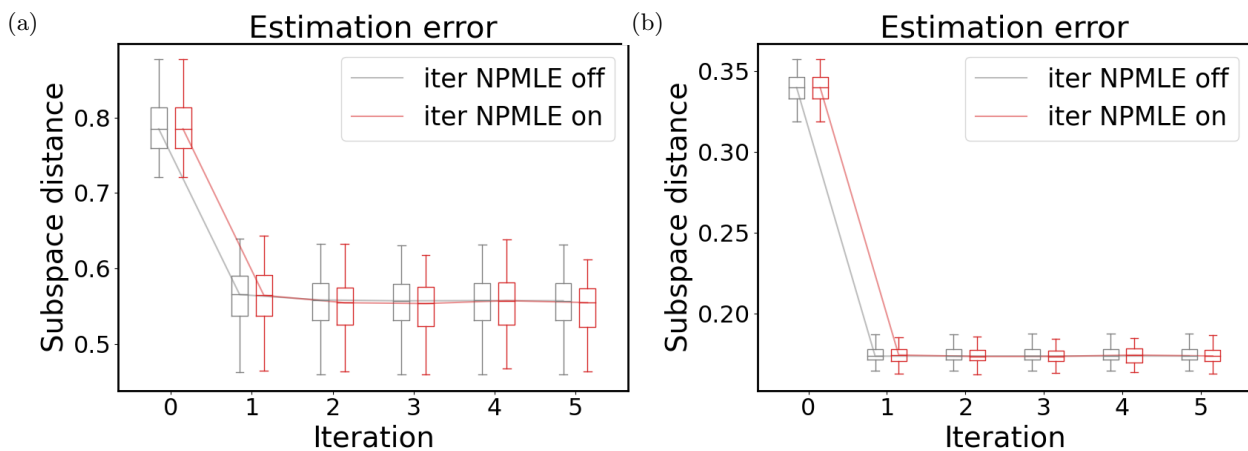 (a)
Estimation error
Subspace distance
0.8
0.7
0.6
0.5
iter NPMLE off
iter NPMLE on
0 1 2 3 4 5
Iteration
(b)
Estimation error
Subspace distance
0.35
0.30
0.25
0.20
iter NPMLE off
iter NPMLE on
0 1 2 3 4 5
Iteration